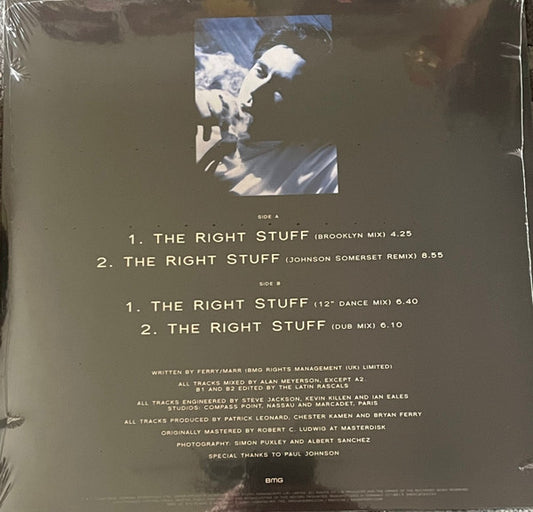 SIDE A
1. THE RIGHT STUFF (BROOKLYN MIX) 4.25
2. THE RIGHT STUFF (JOHNSON SOMERSET REMIX) 8.55
SIDE B
1. THE RIGHT STUFF (12" DANCE MIX) 6.40
2. THE RIGHT STUFF (DUB MIX) 6.10
WRITTEN BY FERRY/MARR (BMG RIGHTS MANAGEMENT (UK) LIMITED)
ALL TRACKS MIXED BY ALAN MEYERSON, EXCEPT A2.
B1 AND B2 EDITED BY THE LATIN RASCALS
ALL TRACKS ENGINEERED BY STEVE JACKSON, KEVIN KILLEN AND IAN EALES
STUDIOS: COMPASS POINT, NASSAU AND MARCADET, PARIS
ALL TRACKS PRODUCED BY PATRICK LEONARD, CHESTER KAMEN AND BRYAN FERRY
ORIGINALLY MASTERED BY ROBERT C. LUDWIG AT MASTERDISK
PHOTOGRAPHY: SIMON PUXLEY AND ALBERT SANCHEZ
SPECIAL THANKS TO PAUL JOHNSON
BMG